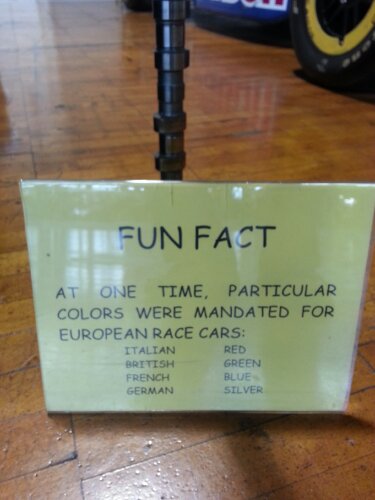 FUN FACT
AT ONE TIME, PARTICULAR
COLORS WERE MANDATED FOR
EUROPEAN RACE CARS:
ITALIAN RED
BRITISH GREEN
FRENCH BLUE
GERMAN SILVER